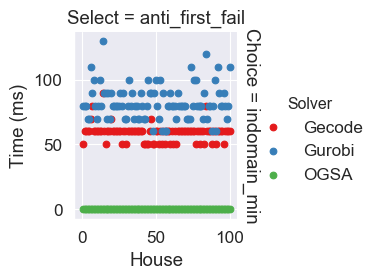 Select = anti_first_fail
Choice = indomain_min
Time (ms)
100
50
0
0
50
100
House
Solver
Gecode
Gurobi
OGSA